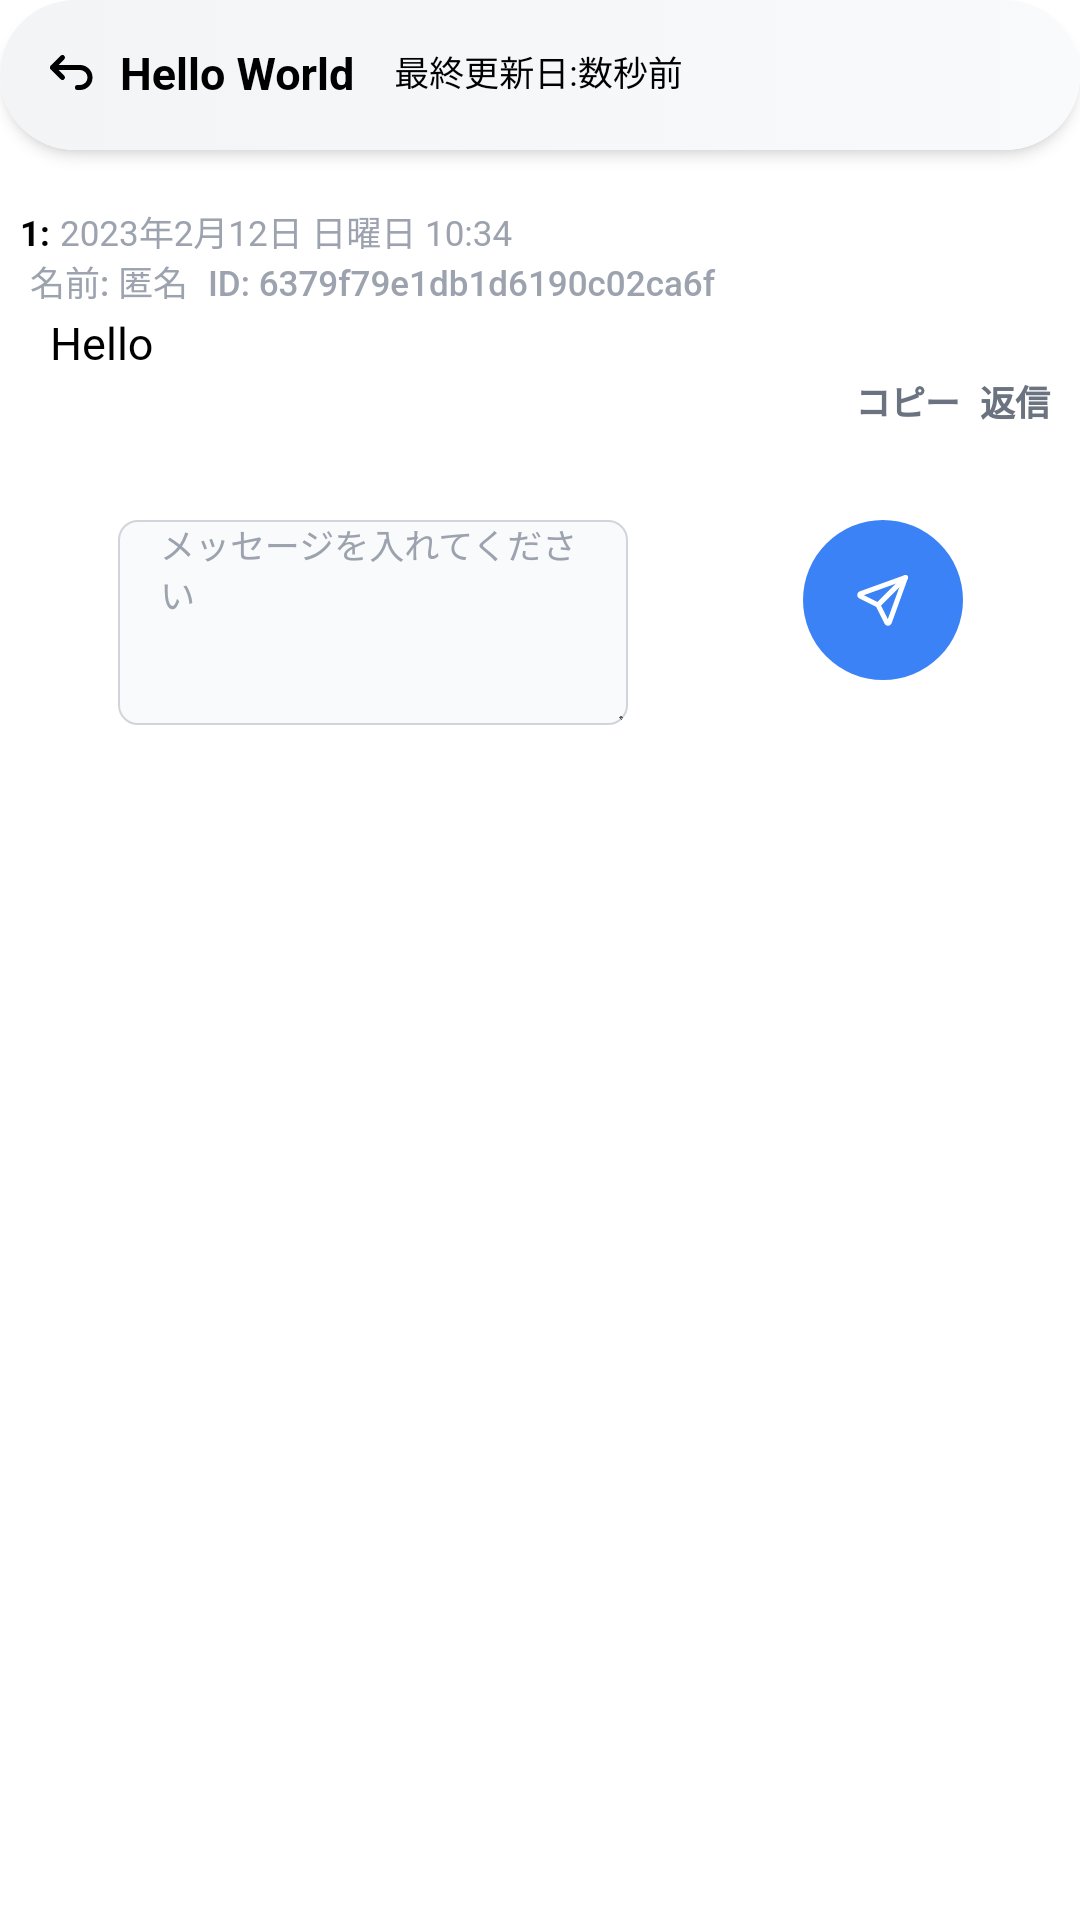 Hello World 最終更新日:数秒前
1: 2023年2月12日 日曜日 10:34
名前: 匿名 ID: 6379f79e1db1d6190c02ca6f
Hello
コピー 返信
メッセージを入れてくださ
い